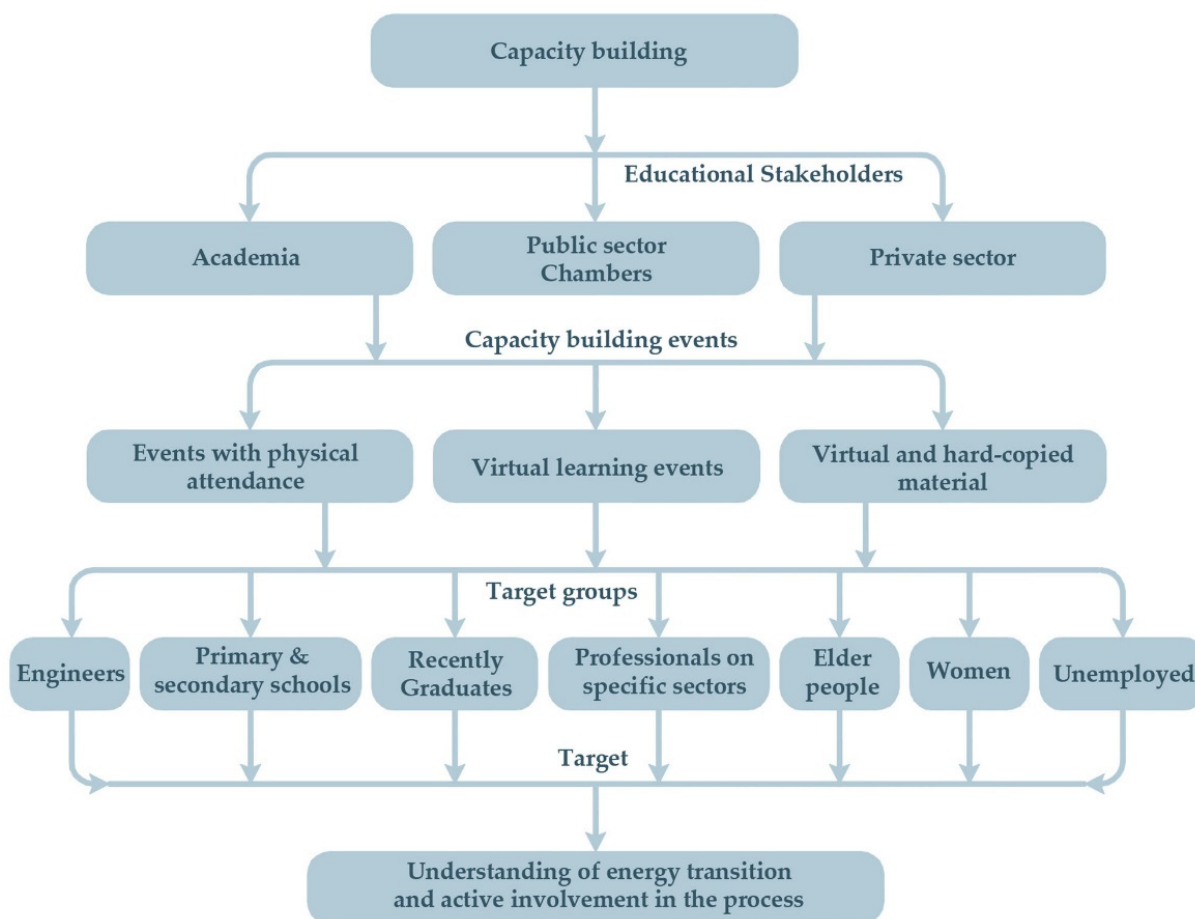 Capacity building
Educational Stakeholders
Academia
Public sector
Chambers
Private sector
Capacity building events
Events with physical
attendance
Virtual learning events
Virtual and hard-copied
material
Target groups
Engineers
Primary &
secondary schools
Recently
Graduates
Professionals on
specific sectors
Elder
people
Women
Unemployed
Target
Understanding of energy transition
and active involvement in the process